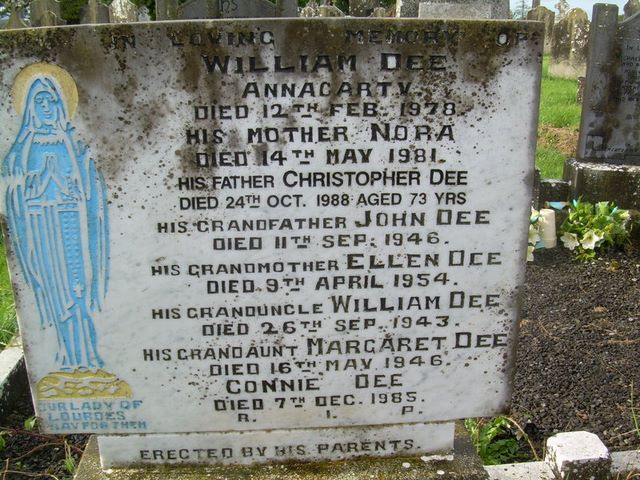 IN LOVING MEMORY OF
WILLIAM DEE
ANNACARTY
DIED 12TH FEB. 1978
HIS MOTHER NORA
DIED 14TH MAY 1981.
HIS FATHER CHRISTOPHER DEE
DIED 24TH OCT. 1988 AGED 73 YRS
HIS GRANDFATHER JOHN DEE
DIED 11TH SEP. 1946.
HIS GRANDMOTHER ELLEN DEE
DIED 9TH APRIL 1954.
HIS GRANDUNCLE WILLIAM DEE
DIED 26TH SEP. 1943.
HIS GRANDAUNT MARGARET DEE
DIED 16TH MAY 1946.
CONNIE DEE
DIED 7TH DEC. 1985.
R. I. P.
OUR LADY OF
LOURDES
PRAY FOR THEM
ERECTED BY HIS PARENTS.